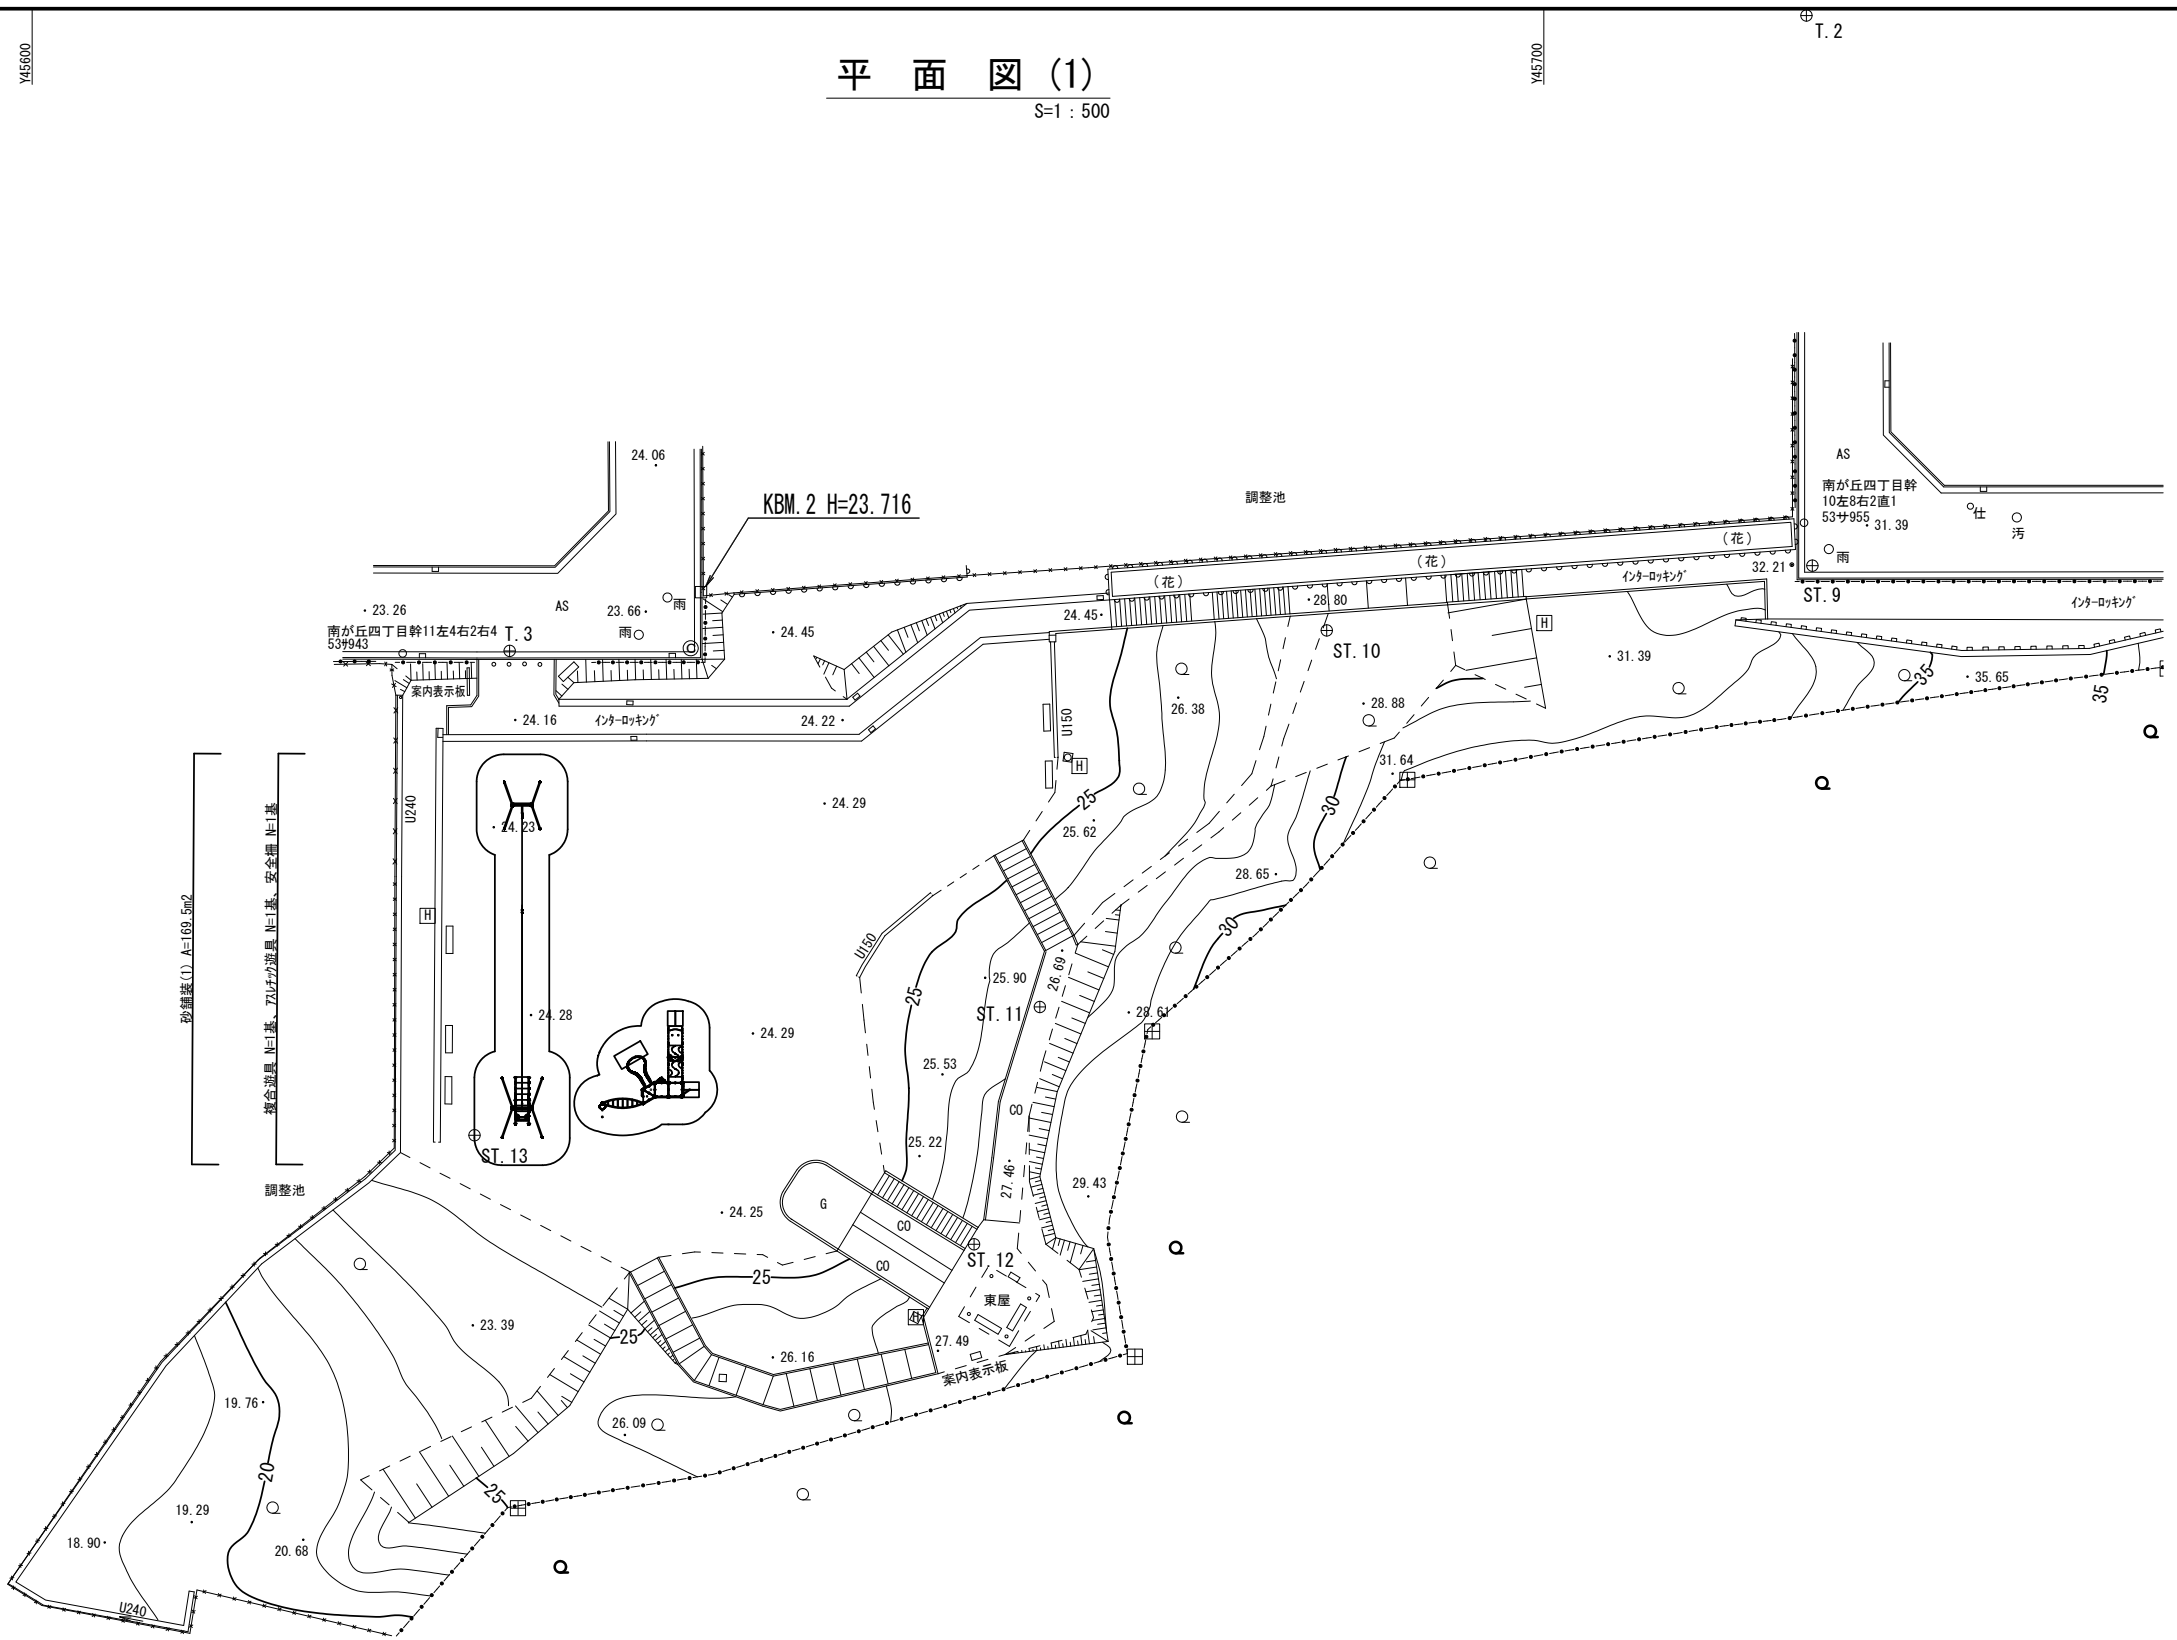 Y45600
平 面 図 (1)
S=1 : 500
Y45700
T.2
24.06
KBM.2 H=23.716
調整池
AS
南が丘四丁目幹
10左8右2直1
53サ955
31.39
仕
汚
雨
(花)
(花)
(花)
インターロッキング
32.21
ST.9
インターロッキング
23.26
AS
23.66
雨
雨
南が丘四丁目幹11左4右2右4
53サ943
T.3
24.45
24.45
28.80
H
ST.10
31.39
案内表示板
24.16
インターロッキング
24.22
U150
26.38
28.88
35
35.65
35
31.64
H
U240
24.23
24.29
25
25.62
30
28.65
砂舗装(1) A=169.5m2
複合遊具 N=1基、アスレチック遊具 N=1基、安全柵 N=1基
H
U150
30
25
25.90
26.69
ST.11
28.61
24.28
24.29
25.53
CO
25.22
ST.13
27.46
29.43
調整池
24.25
G
CO
CO
ST.12
25
東屋
H
23.39
25
26.16
27.49
案内表示板
19.76
26.09
20
25
19.29
18.90
20.68
U240